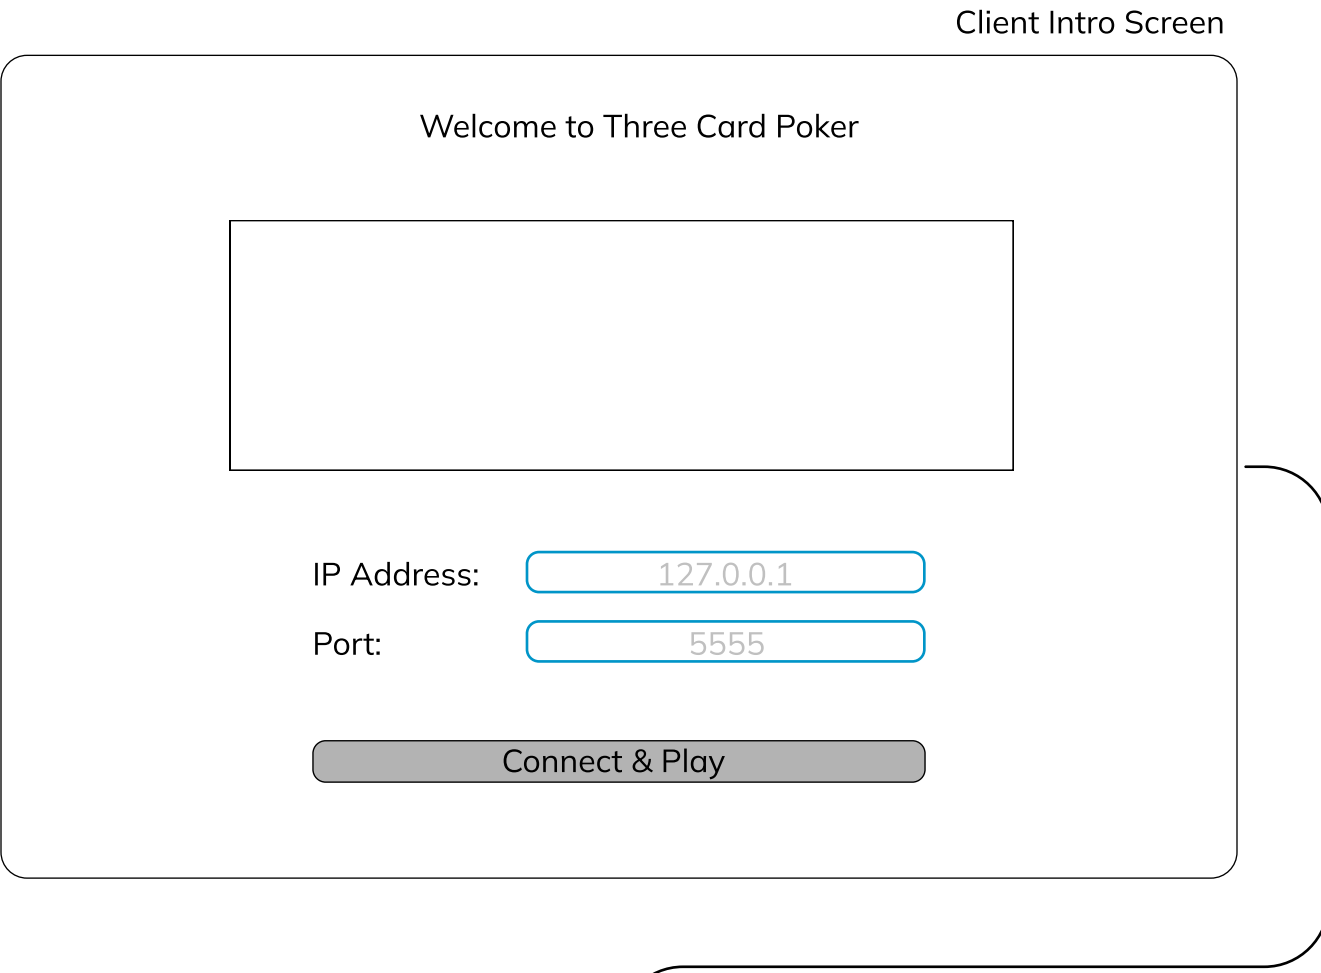 Client Intro Screen
Welcome to Three Card Poker
IP Address: 127.0.0.1
Port: 5555
Connect & Play